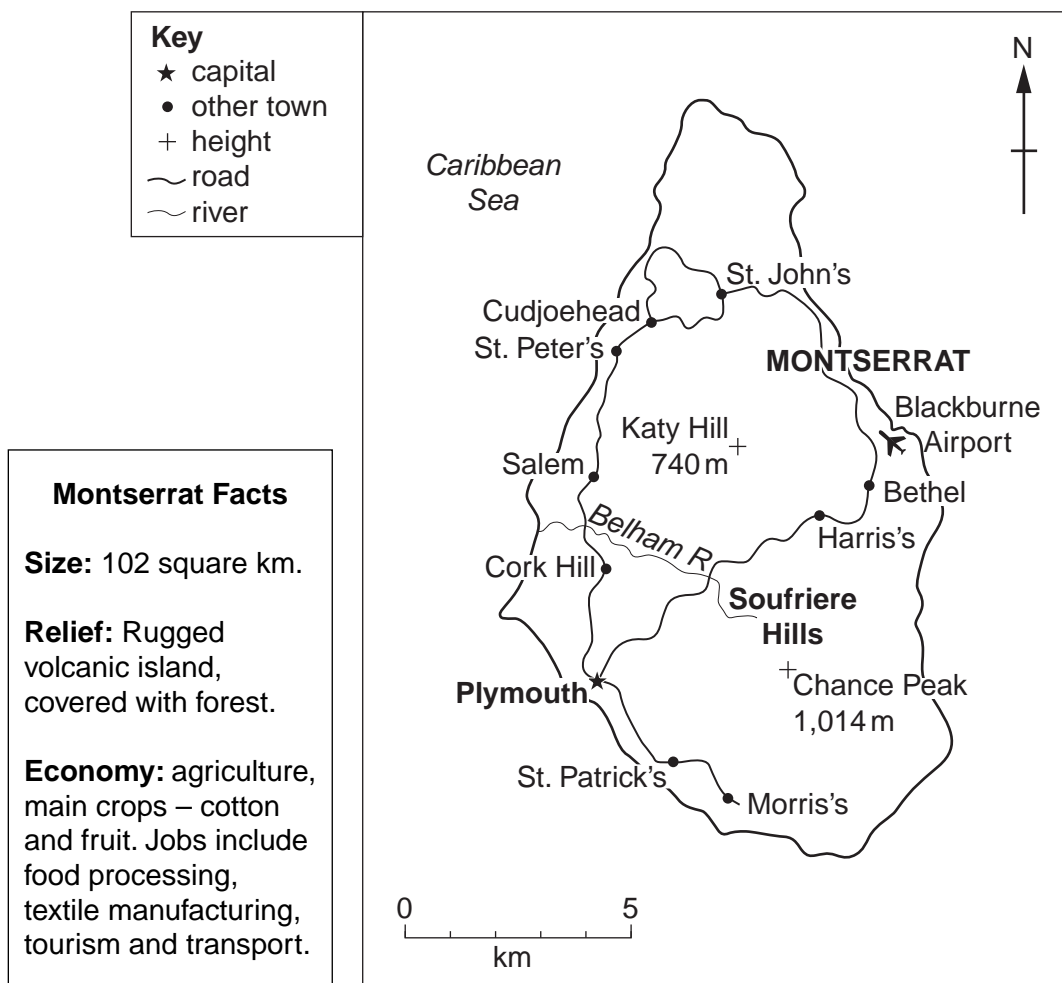 Key
capital
other town
height
road
river
N
Caribbean
Sea
St. John's
Cudjoehead
St. Peter's
MONTSERRAT
Blackburne
Airport
Katy Hill
740 m
Salem
Bethel
Belham R
Harris's
Cork Hill
Soufriere
Hills
Plymouth
Chance Peak
1,014 m
St. Patrick's
Morris's
0 5
km
Montserrat Facts
Size: 102 square km.
Relief: Rugged
volcanic island,
covered with forest.
Economy: agriculture,
main crops – cotton
and fruit. Jobs include
food processing,
textile manufacturing,
tourism and transport.